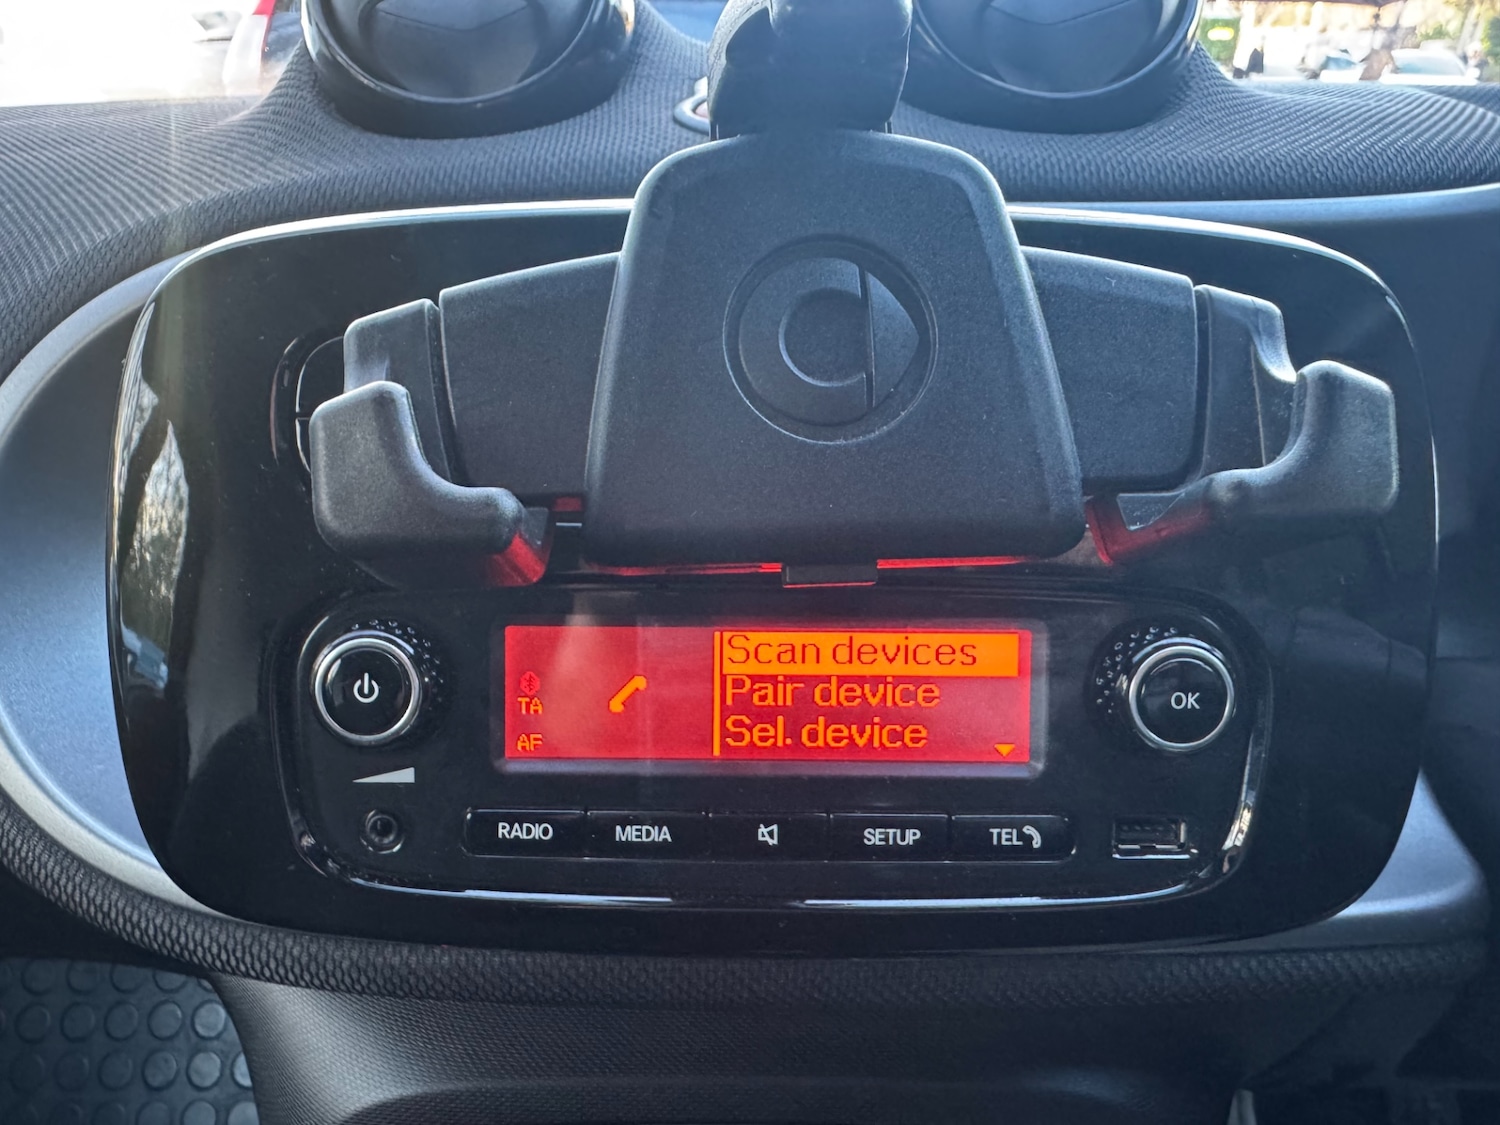 Scan devices
TA
Pair device
AF
Sel. device
OK
RADIO
MEDIA
SETUP
TEL